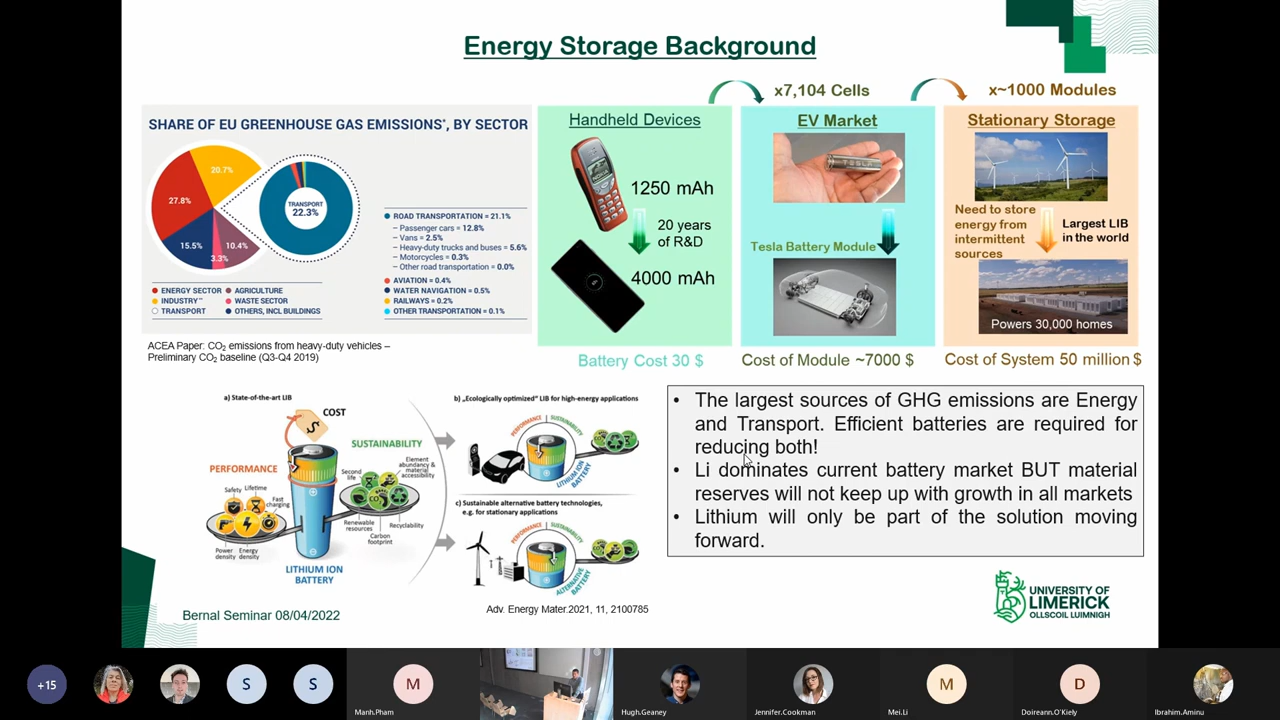 Energy Storage Background
SHARE OF EU GREENHOUSE GAS EMISSIONS*, BY SECTOR
20.7%
27.8%
15.5%
10.4%
3.3%
TRANSPORT
22.3%
ENERGY SECTOR
AGRICULTURE
INDUSTRY**
WASTE SECTOR
TRANSPORT
OTHERS, INCL BUILDINGS
ROAD TRANSPORTATION = 21.1%
– Passenger cars = 12.8%
– Vans = 2.5%
– Heavy-duty trucks and buses = 5.6%
– Motorcycles = 0.3%
– Other road transportation = 0.0%
AVIATION = 0.4%
WATER NAVIGATION = 0.5%
RAILWAYS = 0.2%
OTHER TRANSPORTATION = 0.1%
ACEA Paper: CO₂ emissions from heavy-duty vehicles –
Preliminary CO₂ baseline (Q3-Q4 2019)
Handheld Devices
1250 mAh
20 years
of R&D
4000 mAh
Battery Cost 30 $
x7,104 Cells
EV Market
TESLA
Tesla Battery Module
Cost of Module ~7000 $
x~1000 Modules
Stationary Storage
Need to store
energy from
intermittent
sources
Largest LIB
in the world
Powers 30,000 homes
Cost of System 50 million $
a) State-of-the-art LIB
COST
$
SUSTAINABILITY
PERFORMANCE
Safety
Lifetime
Fast
charging
Power
density
Energy
density
Second
life
Element
abundancy &
material
accessibility
Renewable
resources
Carbon
footprint
Recyclability
LITHIUM ION
BATTERY
b) „Ecologically optimized“ LIB for high-energy applications
PERFORMANCE
SUSTAINABILITY
LITHIUM ION
BATTERY
c) Sustainable alternative battery technologies,
e.g. for stationary applications
PERFORMANCE
SUSTAINABILITY
ALTERNATIVE
BATTERY
Adv. Energy Mater.2021, 11, 2100785
• The largest sources of GHG emissions are Energy
and Transport. Efficient batteries are required for
reducing both!
• Li dominates current battery market BUT material
reserves will not keep up with growth in all markets
• Lithium will only be part of the solution moving
forward.
Bernal Seminar 08/04/2022
UNIVERSITY OF
LIMERICK
OLLSCOIL LUIMNIGH
+15
S
S
M
Manh.Pham
Hugh.Geaney
Jennifer.Cookman
M
Mei.Li
D
Doireann.O'Kiely
Ibrahim.Aminu